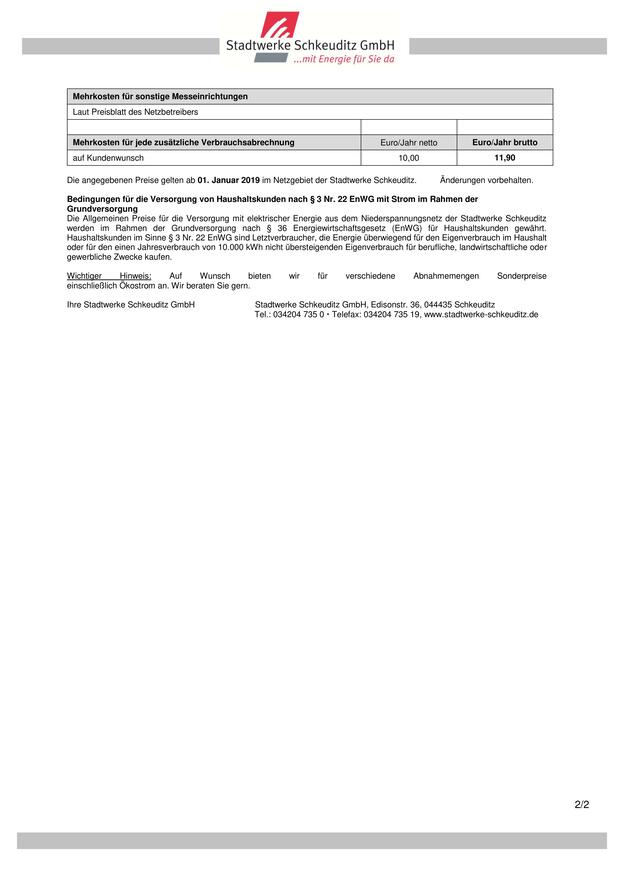 Stadtwerke Schkeuditz GmbH
...mit Energie für Sie da
Mehrkosten für sonstige Messeinrichtungen
Laut Preisblatt des Netzbetreibers
Mehrkosten für jede zusätzliche Verbrauchsabrechnung Euro/Jahr netto Euro/Jahr brutto
auf Kundenwunsch 10,00 11,90
Die angegebenen Preise gelten ab 01. Januar 2019 im Netzgebiet der Stadtwerke Schkeuditz. Änderungen vorbehalten.
Bedingungen für die Versorgung von Haushaltskunden nach § 3 Nr. 22 EnWG mit Strom im Rahmen der
Grundversorgung
Die Allgemeinen Preise für die Versorgung mit elektrischer Energie aus dem Niederspannungsnetz der Stadtwerke Schkeuditz
werden im Rahmen der Grundversorgung nach § 36 Energiewirtschaftsgesetz (EnWG) für Haushaltskunden gewährt.
Haushaltskunden im Sinne § 3 Nr. 22 EnWG sind Letztverbraucher, die Energie überwiegend für den Eigenverbrauch im Haushalt
oder für den einen Jahresverbrauch von 10.000 kWh nicht übersteigenden Eigenverbrauch für berufliche, landwirtschaftliche oder
gewerbliche Zwecke kaufen.
Wichtiger Hinweis: Auf Wunsch bieten wir für verschiedene Abnahmemengen Sonderpreise
einschließlich Ökostrom an. Wir beraten Sie gern.
Ihre Stadtwerke Schkeuditz GmbH Stadtwerke Schkeuditz GmbH, Edisonstr. 36, 044435 Schkeuditz
Tel.: 034204 735 0 • Telefax: 034204 735 19, www.stadtwerke-schkeuditz.de
2/2